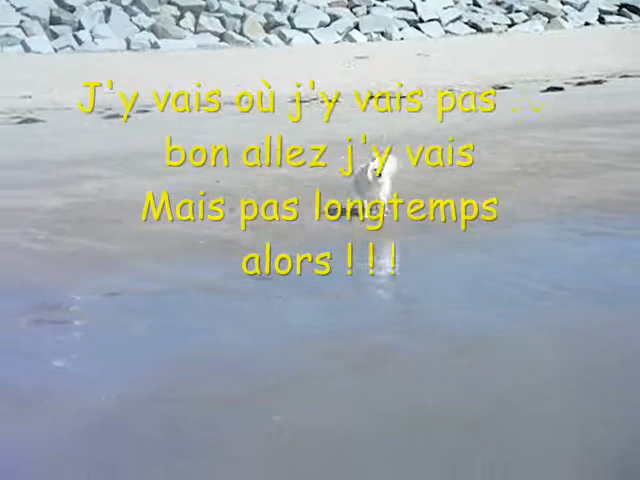 J'y vais où j'y vais pas ...
bon allez j'y vais
Mais pas longtemps
alors ! ! !